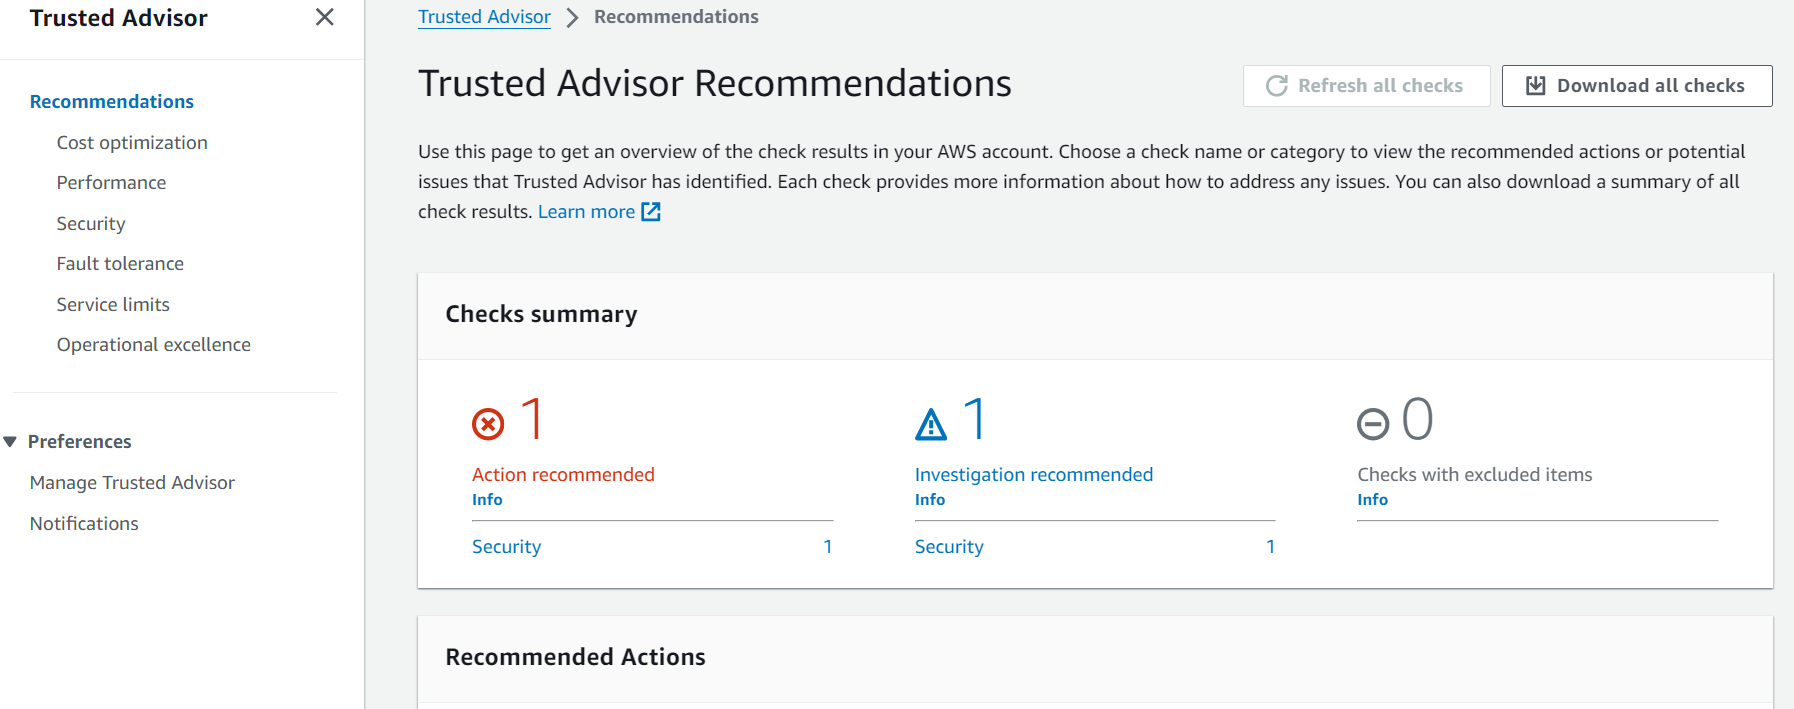 Trusted Advisor
Recommendations
Cost optimization
Performance
Security
Fault tolerance
Service limits
Operational excellence
Preferences
Manage Trusted Advisor
Notifications
Trusted Advisor > Recommendations
Trusted Advisor Recommendations
Refresh all checks
Download all checks
Use this page to get an overview of the check results in your AWS account. Choose a check name or category to view the recommended actions or potential
issues that Trusted Advisor has identified. Each check provides more information about how to address any issues. You can also download a summary of all
check results. Learn more
Checks summary
1
Action recommended
Info
Security 1
1
Investigation recommended
Info
Security 1
0
Checks with excluded items
Info
Recommended Actions